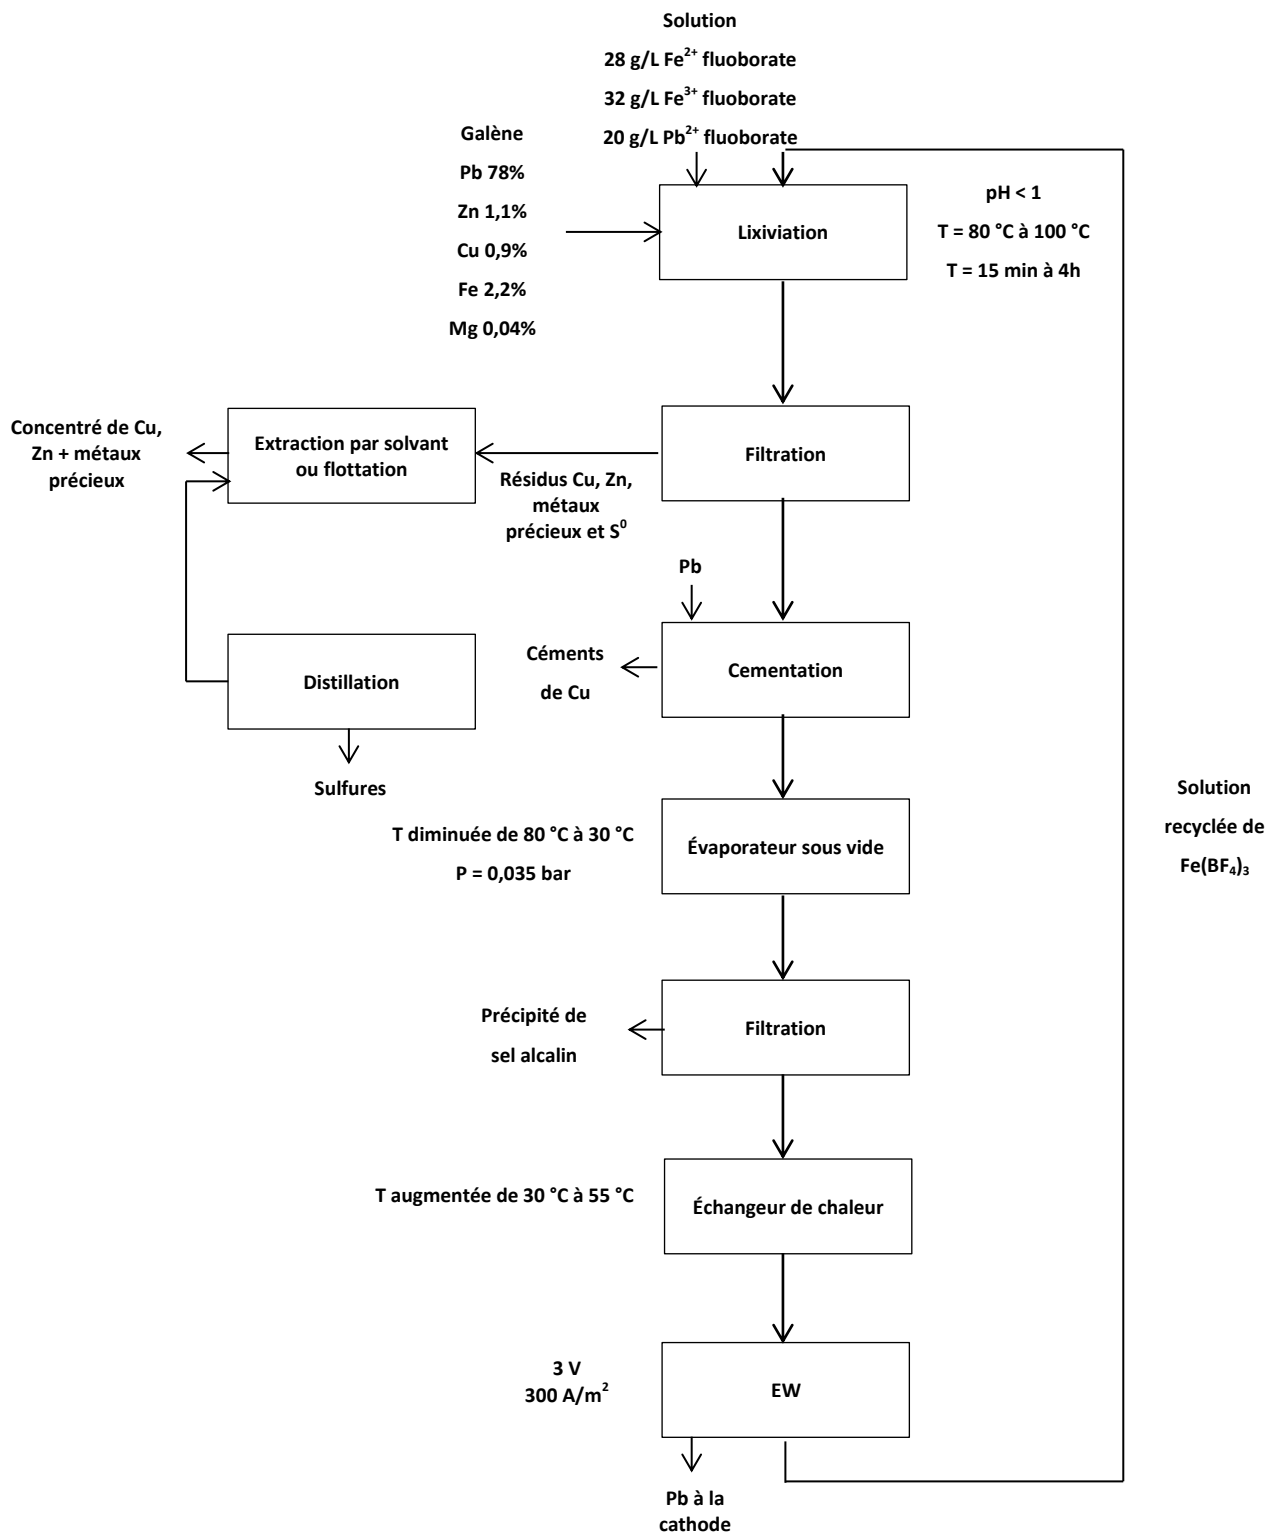 Solution
28 g/L Fe²⁺ fluoborate
32 g/L Fe³⁺ fluoborate
20 g/L Pb²⁺ fluoborate
Galène
Pb 78%
Zn 1,1%
Cu 0,9%
Fe 2,2%
Mg 0,04%
Lixiviation
pH < 1
T = 80 °C à 100 °C
T = 15 min à 4h
Concentré de Cu,
Zn + métaux
précieux
Extraction par solvant
ou flottation
Résidus Cu, Zn,
métaux
précieux et S⁰
Filtration
Pb
Distillation
Sulfures
Céments
de Cu
Cementation
T diminuée de 80 °C à 30 °C
P = 0,035 bar
Évaporateur sous vide
Solution
recyclée de
Fe(BF₄)₃
Précipité de
sel alcalin
Filtration
T augmentée de 30 °C à 55 °C
Échangeur de chaleur
3 V
300 A/m²
EW
Pb à la
cathode